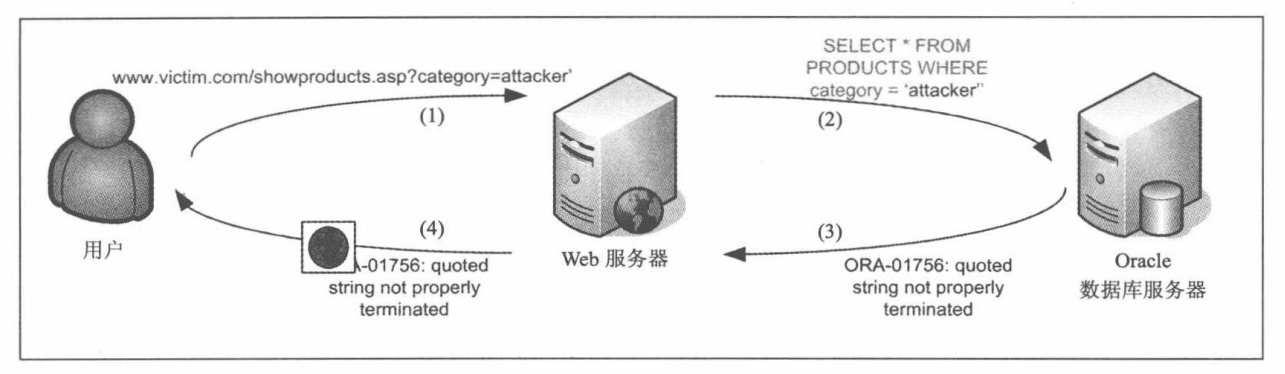 SELECT * FROM
PRODUCTS WHERE
category = ‘attacker’’
www.victim.com/showproducts.asp?category=attacker’
(1)
(2)
(4)
(3)
用户
Web 服务器
Oracle
数据库服务器
A-01756: quoted
string not properly
terminated
ORA-01756: quoted
string not properly
terminated